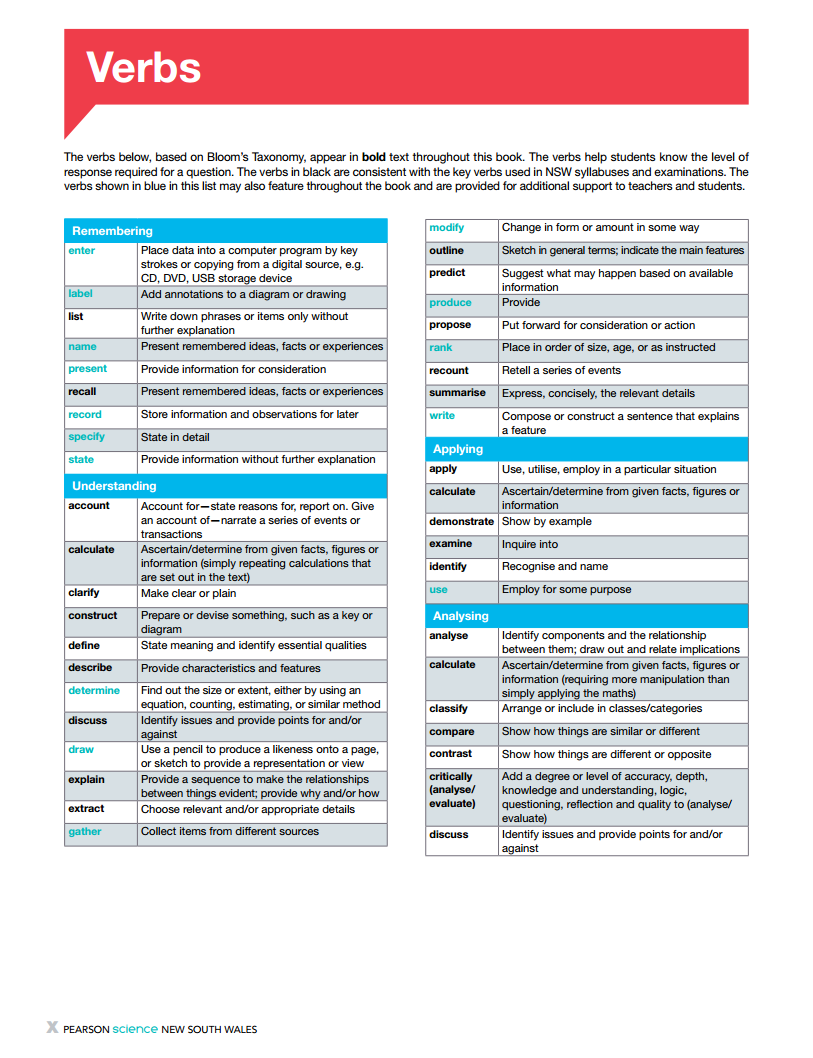 Verbs
The verbs below, based on Bloom's Taxonomy, appear in bold text throughout this book. The verbs help students know the level of
response required for a question. The verbs in black are consistent with the key verbs used in NSW syllabuses and examinations. The
verbs shown in blue in this list may also feature throughout the book and are provided for additional support to teachers and students.
Remembering
enter Place data into a computer program by key
strokes or copying from a digital source, e.g.
CD, DVD, USB storage device
label Add annotations to a diagram or drawing
list Write down phrases or items only without
further explanation
name Present remembered ideas, facts or experiences
present Provide information for consideration
recall Present remembered ideas, facts or experiences
record Store information and observations for later
specify State in detail
state Provide information without further explanation
Understanding
account Account for—state reasons for, report on. Give
an account of—narrate a series of events or
transactions
calculate Ascertain/determine from given facts, figures or
information (simply repeating calculations that
are set out in the text)
clarify Make clear or plain
construct Prepare or devise something, such as a key or
diagram
define State meaning and identify essential qualities
describe Provide characteristics and features
determine Find out the size or extent, either by using an
equation, counting, estimating, or similar method
discuss Identify issues and provide points for and/or
against
draw Use a pencil to produce a likeness onto a page,
or sketch to provide a representation or view
explain Provide a sequence to make the relationships
between things evident; provide why and/or how
extract Choose relevant and/or appropriate details
gather Collect items from different sources
modify Change in form or amount in some way
outline Sketch in general terms; indicate the main features
predict Suggest what may happen based on available
information
produce Provide
propose Put forward for consideration or action
rank Place in order of size, age, or as instructed
recount Retell a series of events
summarise Express, concisely, the relevant details
write Compose or construct a sentence that explains
a feature
Applying
apply Use, utilise, employ in a particular situation
calculate Ascertain/determine from given facts, figures or
information
demonstrate Show by example
examine Inquire into
identify Recognise and name
use Employ for some purpose
Analysing
analyse Identify components and the relationship
between them; draw out and relate implications
calculate Ascertain/determine from given facts, figures or
information (requiring more manipulation than
simply applying the maths)
classify Arrange or include in classes/categories
compare Show how things are similar or different
contrast Show how things are different or opposite
critically Add a degree or level of accuracy, depth,
(analyse/ knowledge and understanding, logic,
evaluate) questioning, reflection and quality to (analyse/
evaluate)
discuss Identify issues and provide points for and/or
against
X PEARSON science NEW SOUTH WALES